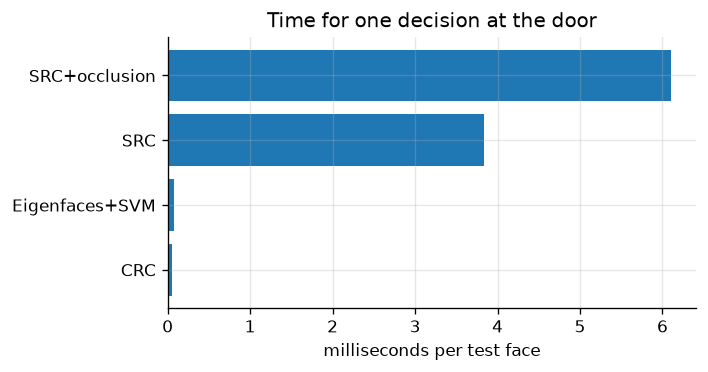 Time for one decision at the door
SRC+occlusion
SRC
Eigenfaces+SVM
CRC
0 1 2 3 4 5 6
milliseconds per test face